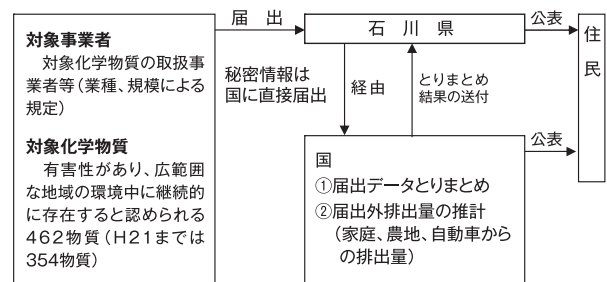 対象事業者
対象化学物質の取扱事
業者等（業種、規模による
規定）
対象化学物質
有害性があり、広範囲
な地域の環境中に継続的
に存在すると認められる
462物質（H21までは
354物質）
届　出
秘密情報は
国に直接届出
石　川　県
経由
とりまとめ
結果の送付
国
①届出データとりまとめ
②届出外排出量の推計
（家庭、農地、自動車から
の排出量）
公表
公表
住
民